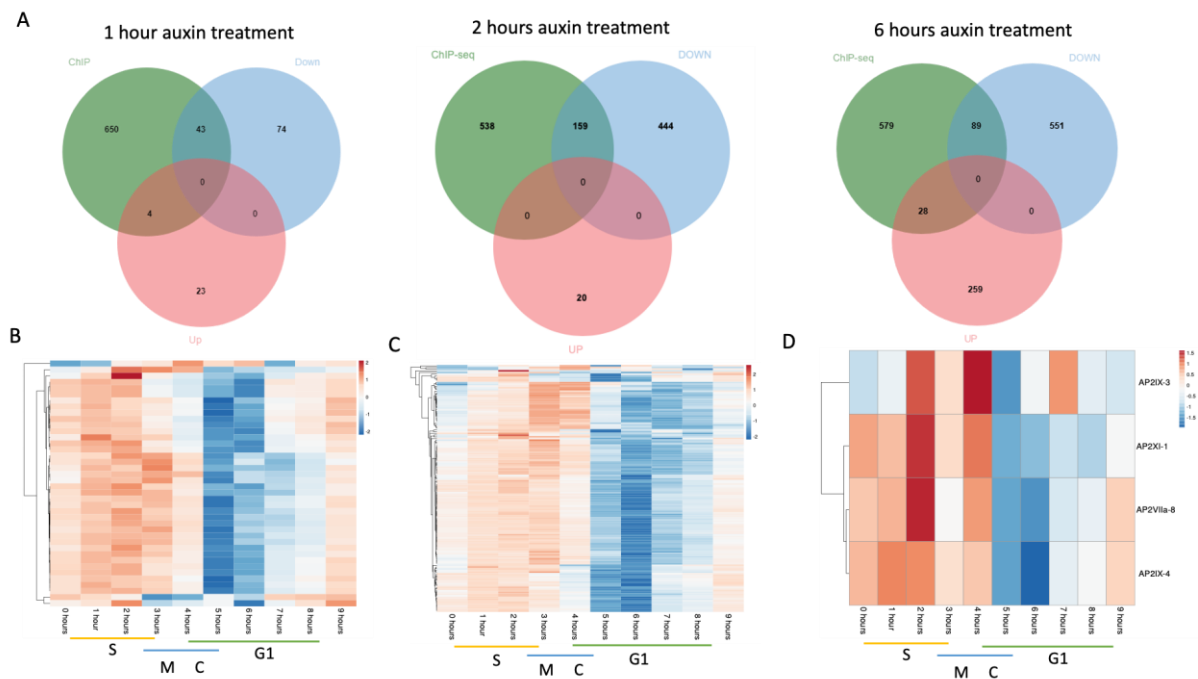 A
1 hour auxin treatment
2 hours auxin treatment
6 hours auxin treatment
ChIP
Down
650
43
74
0
4
0
23
Up
ChIP-seq
DOWN
538
159
444
0
0
0
20
UP
ChIP-seq
DOWN
579
89
551
0
28
0
259
UP
B
2
1
0
-1
-2
0 hours
1 hour
2 hours
3 hours
4 hours
5 hours
6 hours
7 hours
8 hours
9 hours
S
M C
G1
C
2
1
0
-1
-2
0 hours
1 hour
2 hours
3 hours
4 hours
5 hours
6 hours
7 hours
8 hours
9 hours
S
M C
G1
D
1.5
1
0.5
0
-0.5
-1
-1.5
AP2IX-3
AP2XI-1
AP2VIIa-8
AP2IX-4
0 hours
1 hour
2 hours
3 hours
4 hours
5 hours
6 hours
7 hours
8 hours
9 hours
S
M C
G1